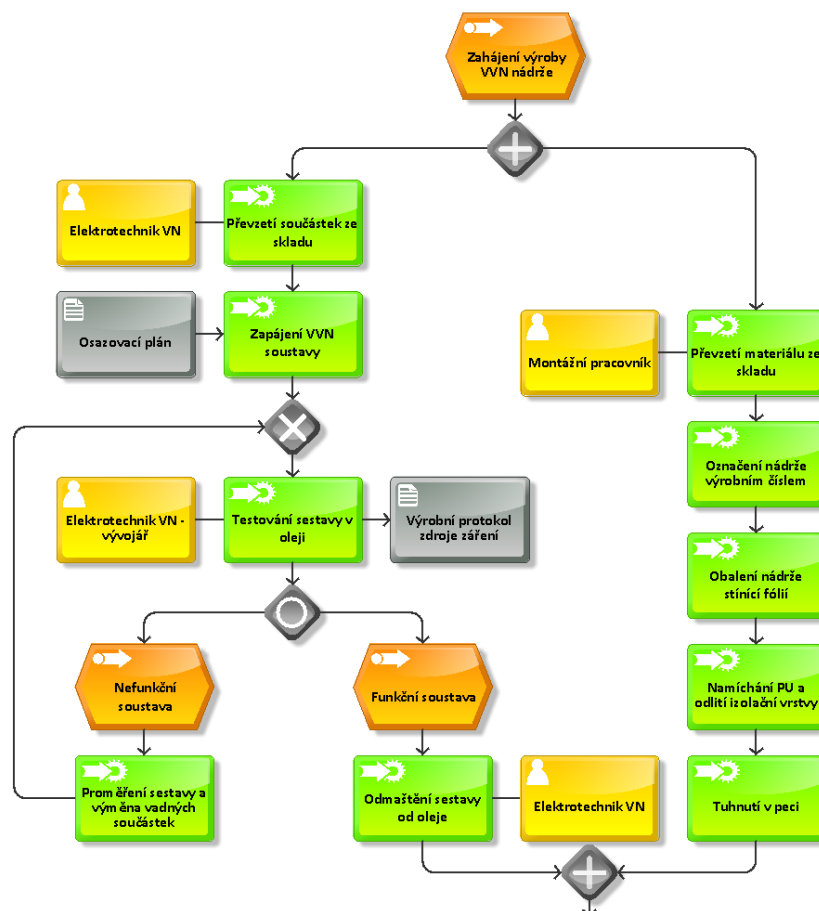 Zahájení výroby
VVN nádrže
Elektrotechnik VN
Převzetí součástek ze
skladu
Osazovací plán
Zapájení VVN
soustavy
Montážní pracovník
Převzetí materiálu ze
skladu
Označení nádrže
výrobním číslem
Elektrotechnik VN -
vývojář
Testování sestavy v
oleji
Výrobní protokol
zdroje záření
Obalení nádrže
stínící fólií
Nefunkční
soustava
Funkční soustava
Namíchání PU a
odlití izolační vrstvy
Proměření sestavy a
výměna vadných
součástek
Odmaštění sestavy
od oleje
Elektrotechnik VN
Tuhnutí v peci